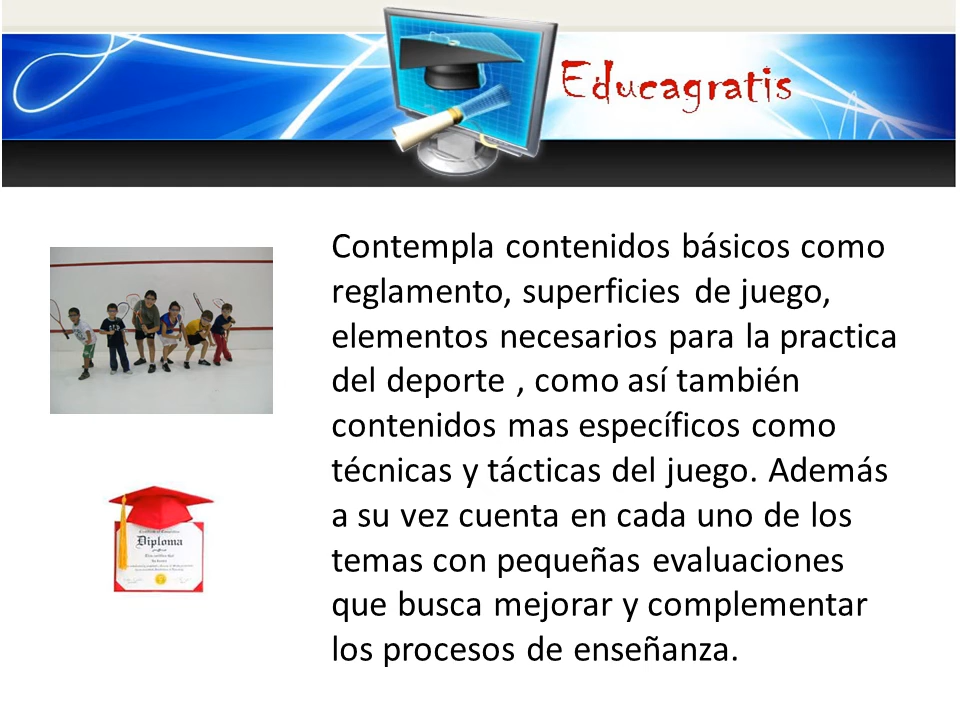 Educagratis
Contempla contenidos básicos como
reglamento, superficies de juego,
elementos necesarios para la practica
del deporte , como así también
contenidos mas específicos como
técnicas y tácticas del juego. Además
a su vez cuenta en cada uno de los
temas con pequeñas evaluaciones
que busca mejorar y complementar
los procesos de enseñanza.
Diploma